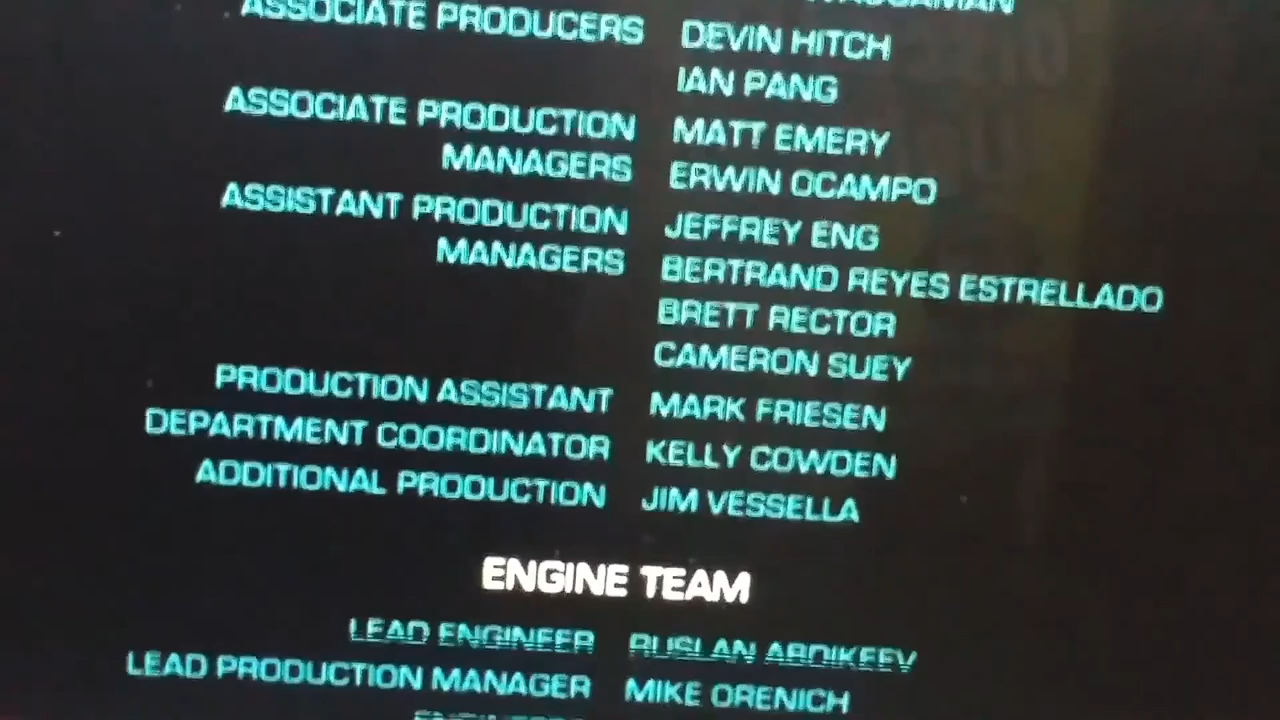 ASSOCIATE PRODUCERS DEVIN HITCH
IAN PANG
ASSOCIATE PRODUCTION MATT EMERY
MANAGERS ERWIN OCAMPO
ASSISTANT PRODUCTION JEFFREY ENG
MANAGERS BERTRAND REYES ESTRELLADO
BRETT RECTOR
CAMERON SUEY
PRODUCTION ASSISTANT MARK FRIESEN
DEPARTMENT COORDINATOR KELLY COWDEN
ADDITIONAL PRODUCTION JIM VESSELLA
ENGINE TEAM
LEAD ENGINEER RUSLAN ABDIKEEV
LEAD PRODUCTION MANAGER MIKE ORENICH